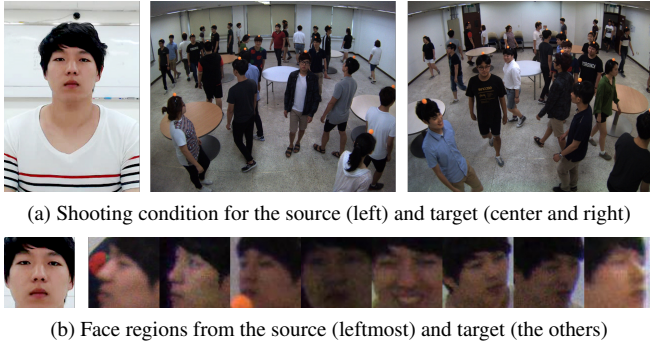 (a) Shooting condition for the source (left) and target (center and right)
(b) Face regions from the source (leftmost) and target (the others)